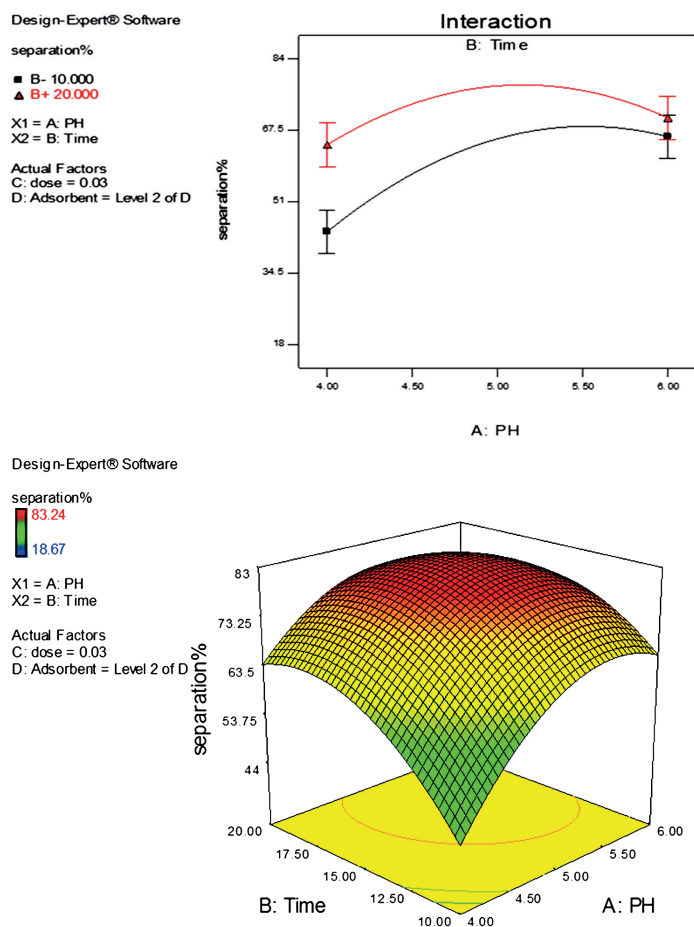 Design-Expert® Software
separation%
B- 10.000
B+ 20.000
X1 = A: PH
X2 = B: Time
Actual Factors
C: dose = 0.03
D: Adsorbent = Level 2 of D
Interaction
B: Time
84
67.5
51
34.5
18
separation%
4.00 4.50 5.00 5.50 6.00
A: PH
Design-Expert® Software
separation%
83.24
18.67
X1 = A: PH
X2 = B: Time
Actual Factors
C: dose = 0.03
D: Adsorbent = Level 2 of D
83
73.25
63.5
53.75
44
separation%
20.00
17.50
15.00
12.50
10.00
B: Time
4.00
4.50
5.00
5.50
6.00
A: PH